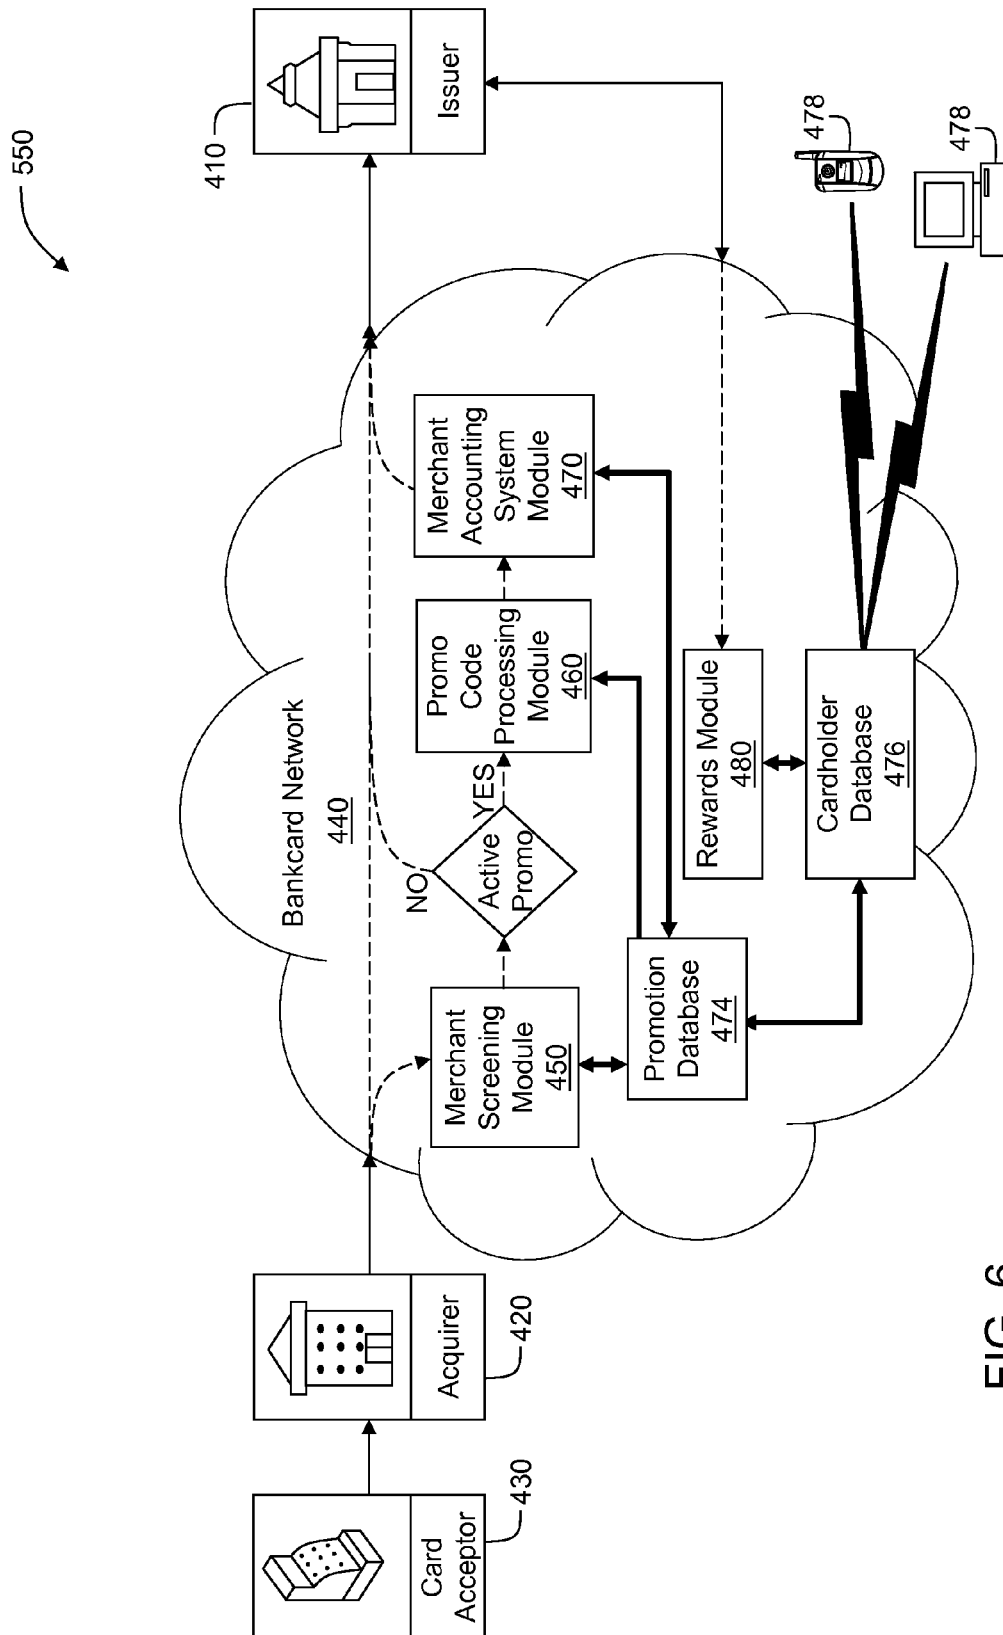 550
410
Issuer
478
478
Bankcard Network
440
NO
YES
Active
Promo
Merchant
Screening
Module
450
Promo
Code
Processing
Module
460
Merchant
Accounting
System
Module
470
Promotion
Database
474
Rewards Module
480
Cardholder
Database
476
Acquirer
420
Card
Acceptor
430
FIG. 6